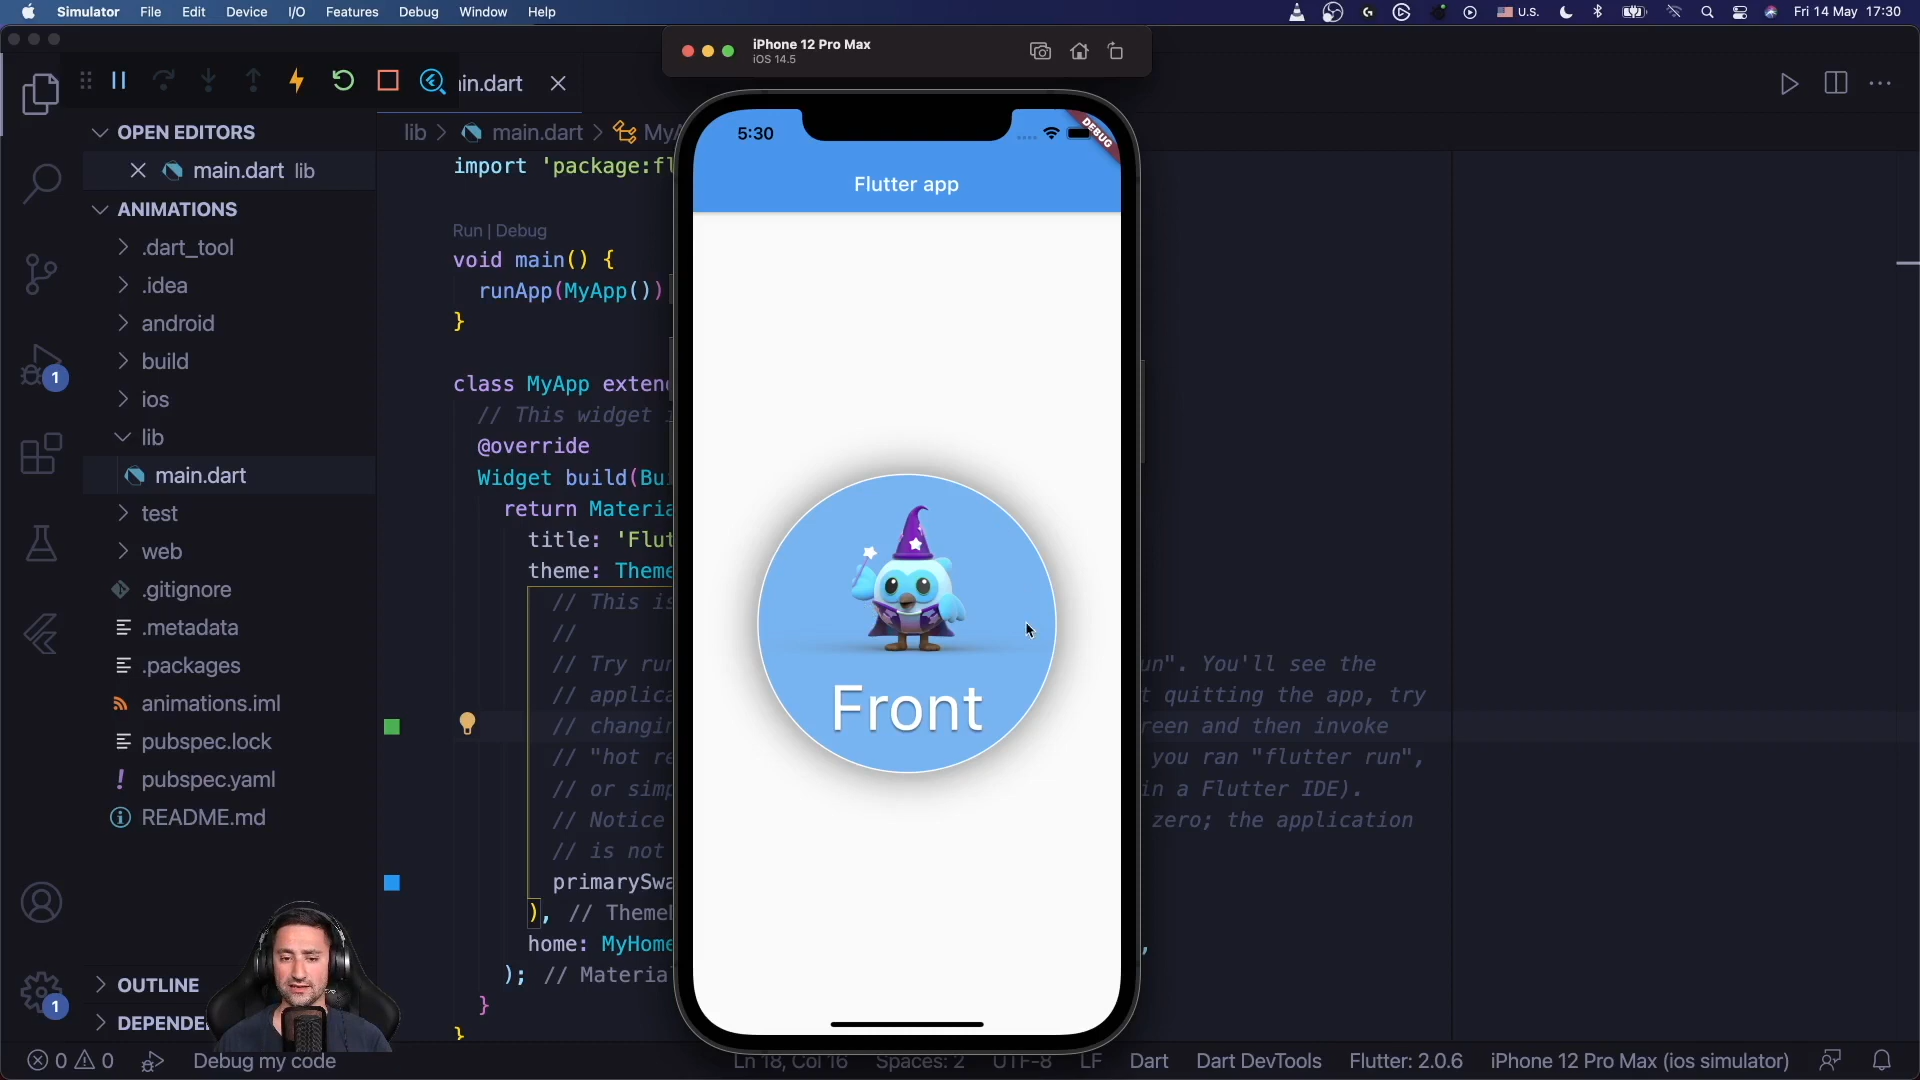 Simulator File Edit Device I/O Features Debug Window Help
U.S. Fri 14 May 17:30
iPhone 12 Pro Max
iOS 14.5
in.dart
OPEN EDITORS
main.dart lib
ANIMATIONS
.dart_tool
.idea
android
build
ios
lib
main.dart
test
web
.gitignore
.metadata
.packages
animations.iml
pubspec.lock
pubspec.yaml
README.md
OUTLINE
1
1
lib > main.dart >
import 'package:fl
Run | Debug
void main() {
runApp(MyApp())
}
class MyApp extend
// This widget
@override
Widget build(Bu
return Materia
title: 'Flut
theme: Theme
// This is
//
// Try run un". You'll see the
// applica t quitting the app, try
// changin reen and then invoke
// "hot re you ran "flutter run",
// or simp in a Flutter IDE).
// Notice zero; the application
// is not
primarySwa
), // Theme
home: MyHome ,
); // Materia
}
}
5:30
DEBUG
Flutter app
Front
0 0 Debug my code Ln 18, Col 16 Spaces: 2 UTF-8 LF Dart Dart DevTools Flutter: 2.0.6 iPhone 12 Pro Max (ios simulator)